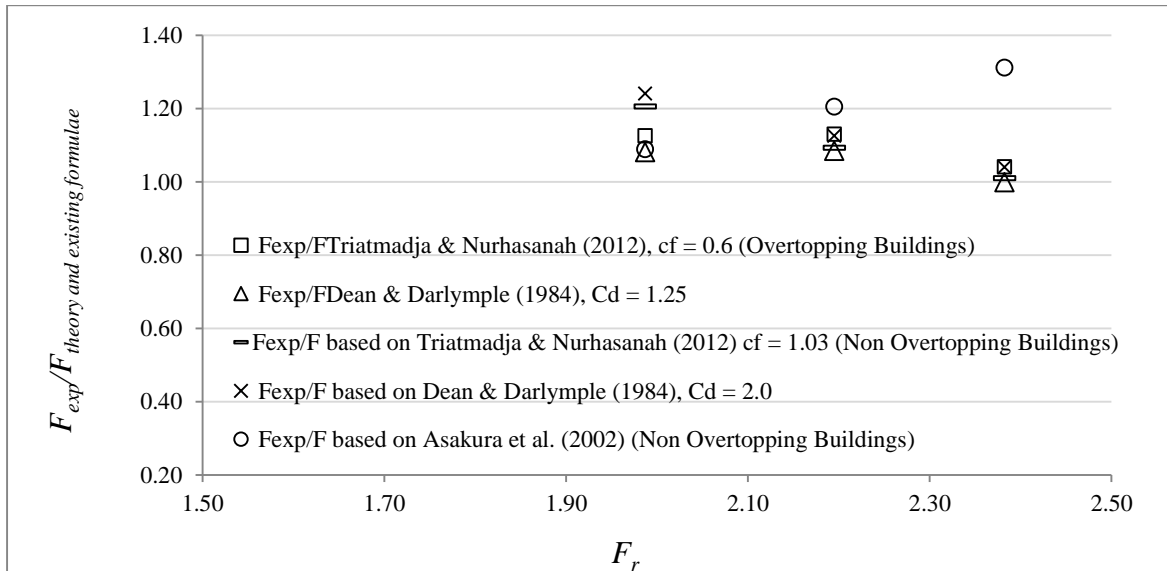 1.40
1.20
1.00
0.80
0.60
0.40
0.20
F exp/F theory and existing formulae
Fexp/FTriatmadja & Nurhasanah (2012), cf = 0.6 (Overtopping Buildings)
Fexp/FDean & Darlymple (1984), Cd = 1.25
Fexp/F based on Triatmadja & Nurhasanah (2012) cf = 1.03 (Non Overtopping Buildings)
Fexp/F based on Dean & Darlymple (1984), Cd = 2.0
Fexp/F based on Asakura et al. (2002) (Non Overtopping Buildings)
1.50 1.70 1.90 2.10 2.30 2.50
F r